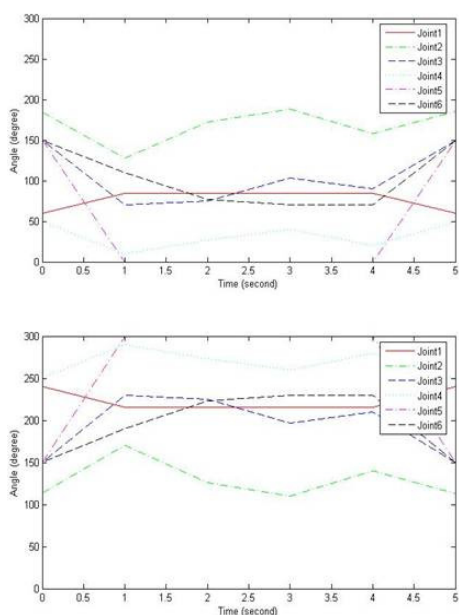 300
250
200
150
100
50
0
Angle (degree)
0 0.5 1 1.5 2 2.5 3 3.5 4 4.5 5
Time (second)
Joint1
Joint2
Joint3
Joint4
Joint5
Joint6
300
250
200
150
100
50
0
Angle (degree)
0 0.5 1 1.5 2 2.5 3 3.5 4 4.5 5
Time (second)
Joint1
Joint2
Joint3
Joint4
Joint5
Joint6